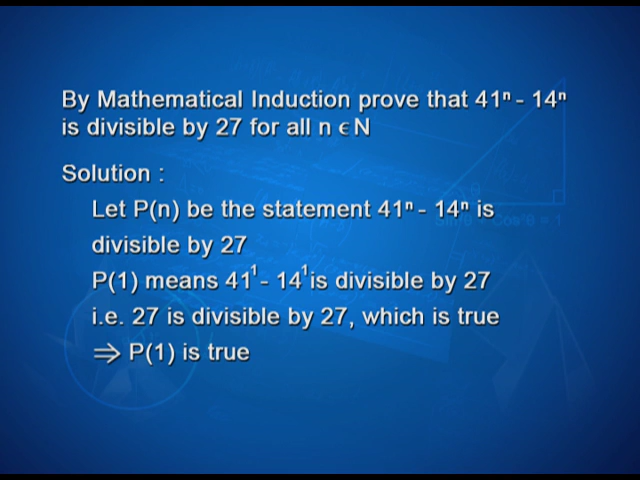 By Mathematical Induction prove that 41ⁿ - 14ⁿ
is divisible by 27 for all n ϵ N
Solution :
Let P(n) be the statement 41ⁿ - 14ⁿ is
divisible by 27
P(1) means 41¹ - 14¹ is divisible by 27
i.e. 27 is divisible by 27, which is true
⇒ P(1) is true